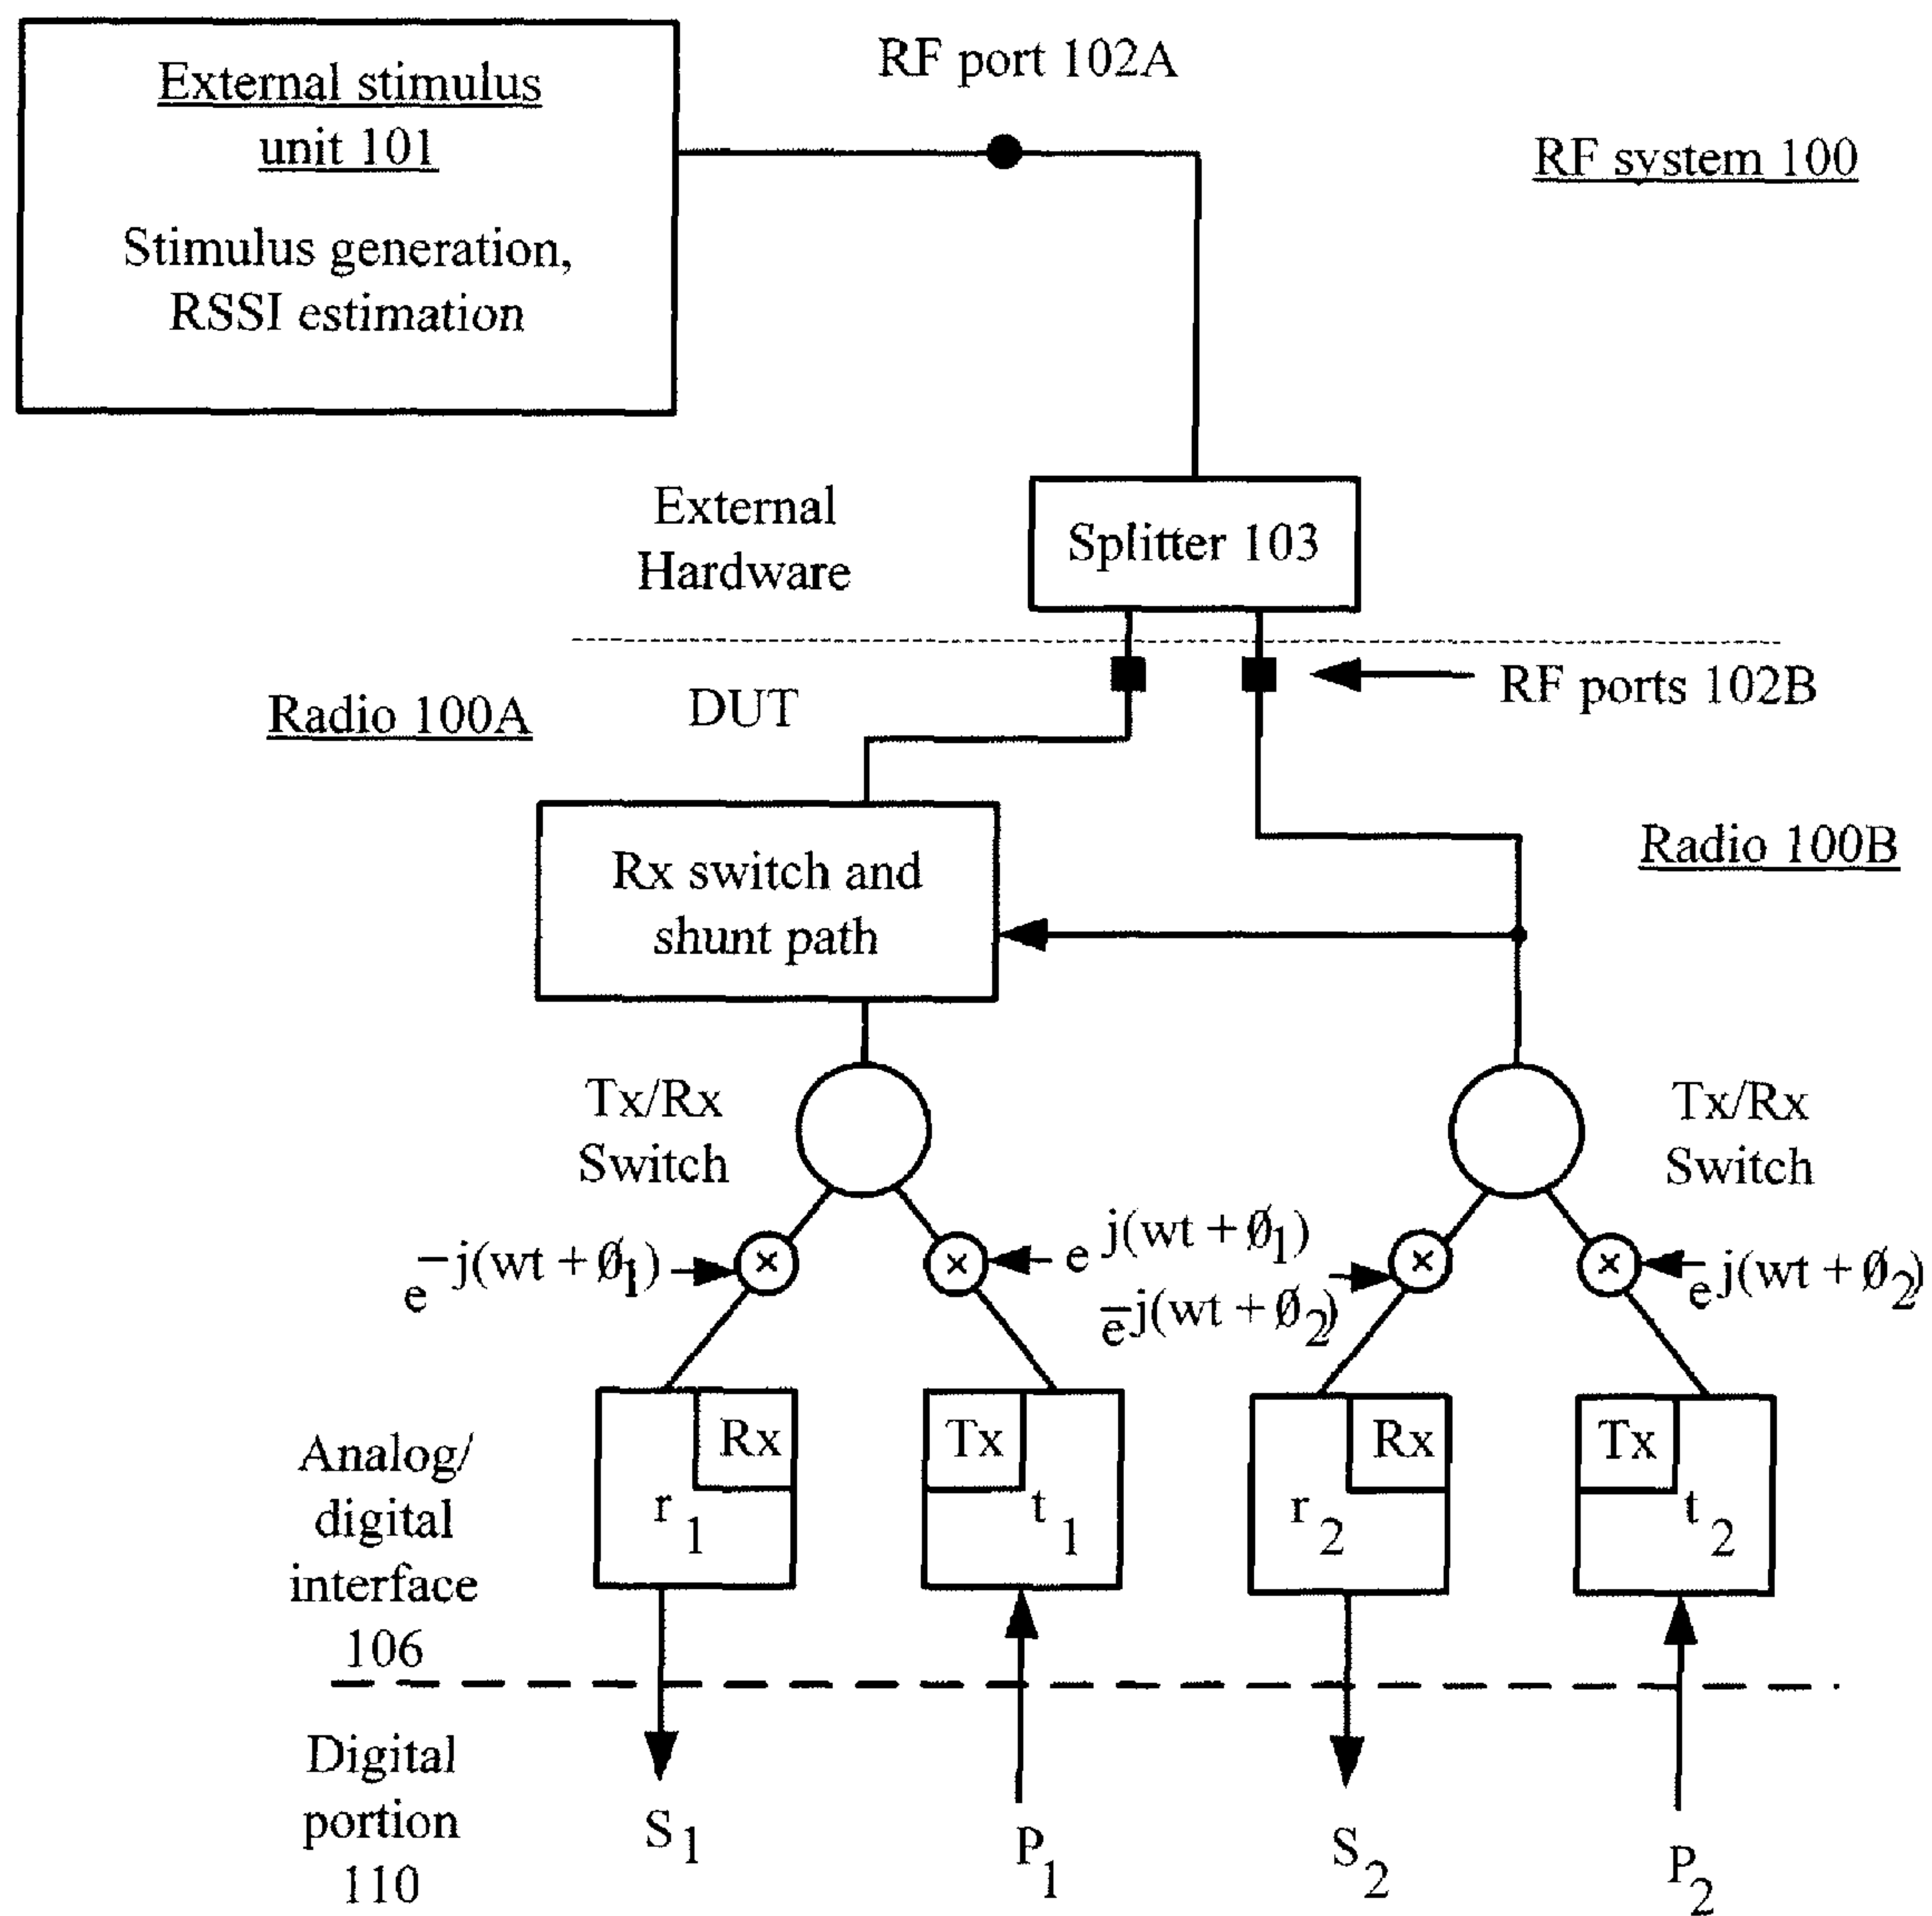 External stimulus
unit 101
Stimulus generation,
RSSI estimation
RF port 102A
RF system 100
External
Hardware
Splitter 103
RF ports 102B
DUT
Radio 100A
Radio 100B
Rx switch and
shunt path
Tx/Rx
Switch
Tx/Rx
Switch
e^-j(wt + Ø1)
×
×
e^j(wt + Ø1)
e^-j(wt + Ø2)
×
×
e^-j(wt + Ø2)
Rx
r1
Tx
t1
Rx
r2
Tx
t2
Analog/
digital
interface
106
Digital
portion
110
S1
P1
S2
P2